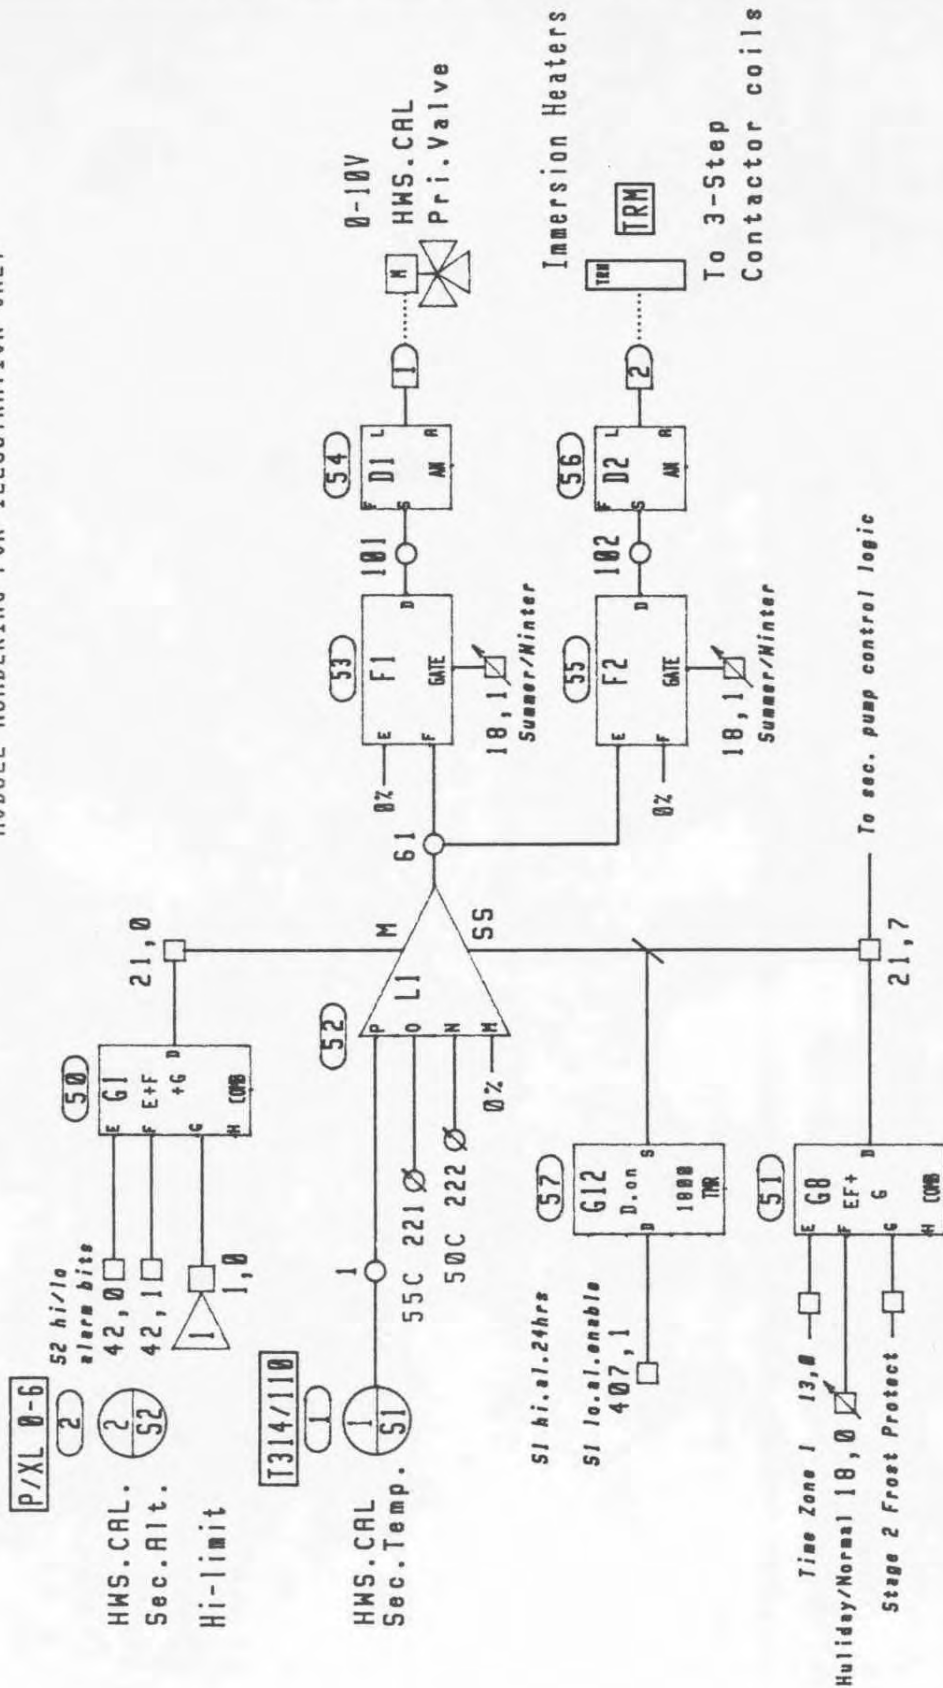 MODULE NUMBERING FOR ILLUSTRATION ONLY
P/XL 0-6
2
S2 hi/lo
alarm bits
HWS.CAL.
Sec.Alt.
2
S2
42,0
42,1
Hi-limit
1
1,0
50
E
F
G
H
G1
E+F
+G
D
COMB
21,0
T314/110
1
HWS.CAL
Sec.Temp.
1
S1
1
55C 221
50C 222
0%
52
P
O
N
M
L1
M
SS
61
0%
53
E
F
F1
D
GATE
18,1
Summer/Winter
101
54
F
S
D1
L
R
AN
1
M
0-10V
HWS.CAL
Pri.Valve
55
E
F
F2
D
GATE
0%
18,1
Summer/Winter
102
56
F
S
D2
L
R
AN
2
Immersion Heaters
TRM
TRM
To 3-Step
Contactor coils
S1 hi.al.24hrs
S1 lo.al.enable
407,1
57
G12
D.on
D
S
1800
TMR
Time Zone 1 13,0
Huliday/Normal 18,0
Stage 2 Frost Protect
51
E
F
G
H
G8
EF+
G
D
COMB
21,7
To sec. pump control logic